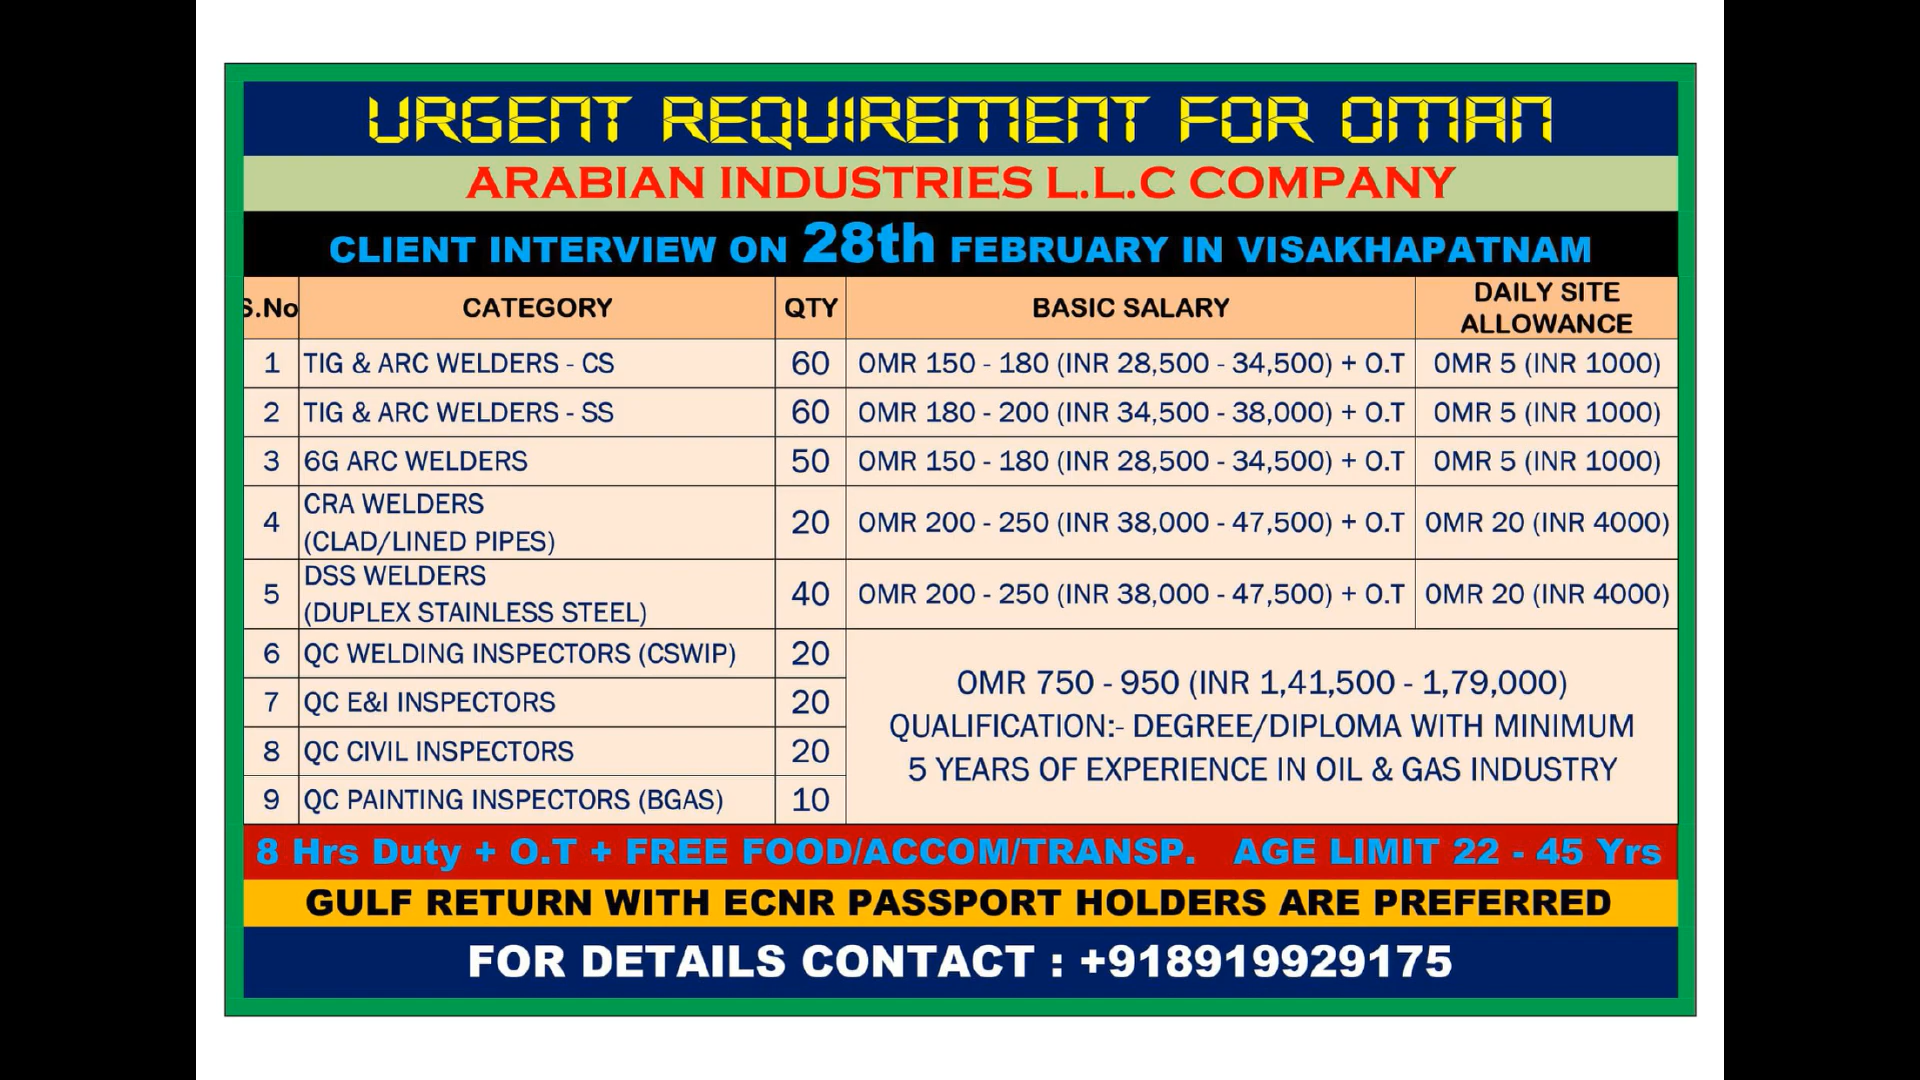 URGENT REQUIREMENT FOR OMAN
ARABIAN INDUSTRIES L.L.C COMPANY
CLIENT INTERVIEW ON 28th FEBRUARY IN VISAKHAPATNAM
S.No CATEGORY QTY BASIC SALARY DAILY SITE ALLOWANCE
1 TIG & ARC WELDERS - CS 60 OMR 150 - 180 (INR 28,500 - 34,500) + O.T OMR 5 (INR 1000)
2 TIG & ARC WELDERS - SS 60 OMR 180 - 200 (INR 34,500 - 38,000) + O.T OMR 5 (INR 1000)
3 6G ARC WELDERS 50 OMR 150 - 180 (INR 28,500 - 34,500) + O.T OMR 5 (INR 1000)
4 CRA WELDERS
(CLAD/LINED PIPES) 20 OMR 200 - 250 (INR 38,000 - 47,500) + O.T OMR 20 (INR 4000)
5 DSS WELDERS
(DUPLEX STAINLESS STEEL) 40 OMR 200 - 250 (INR 38,000 - 47,500) + O.T OMR 20 (INR 4000)
6 QC WELDING INSPECTORS (CSWIP) 20
7 QC E&I INSPECTORS 20
8 QC CIVIL INSPECTORS 20
9 QC PAINTING INSPECTORS (BGAS) 10
OMR 750 - 950 (INR 1,41,500 - 1,79,000)
QUALIFICATION:- DEGREE/DIPLOMA WITH MINIMUM
5 YEARS OF EXPERIENCE IN OIL & GAS INDUSTRY
8 Hrs Duty + O.T + FREE FOOD/ACCOM/TRANSP. AGE LIMIT 22 - 45 Yrs
GULF RETURN WITH ECNR PASSPORT HOLDERS ARE PREFERRED
FOR DETAILS CONTACT : +918919929175